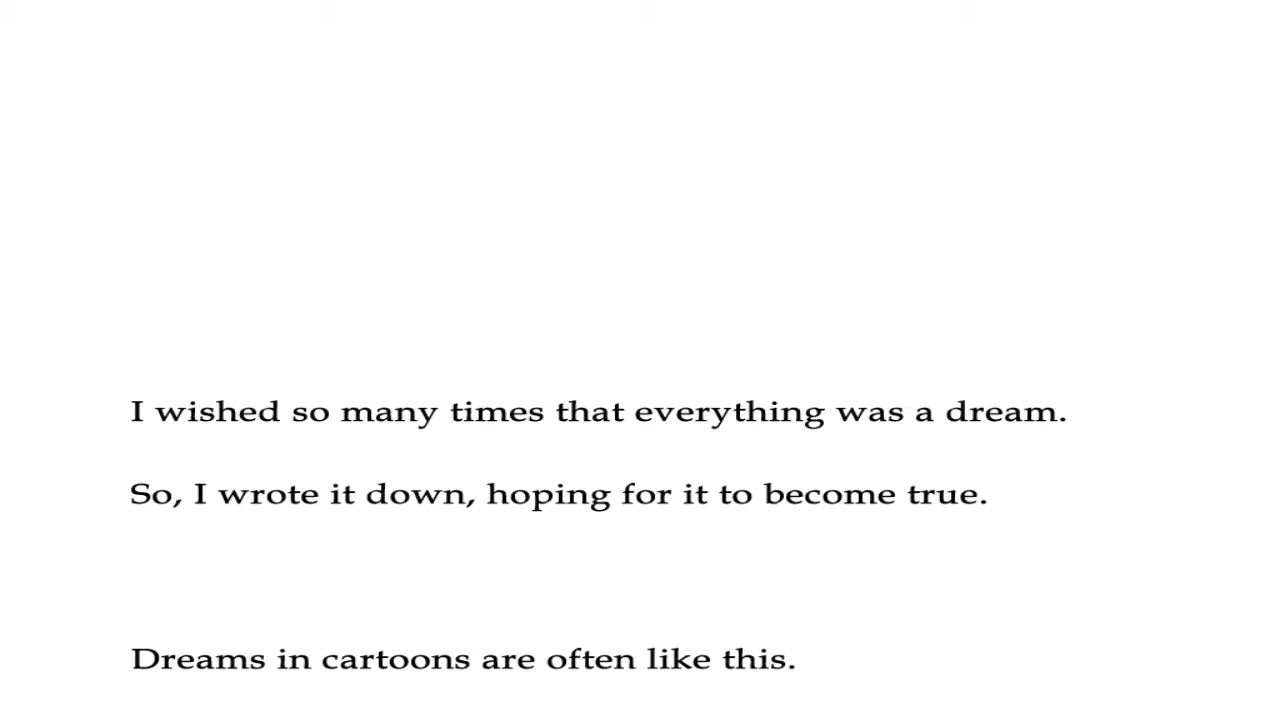 I wished so many times that everything was a dream.
So, I wrote it down, hoping for it to become true.
Dreams in cartoons are often like this.